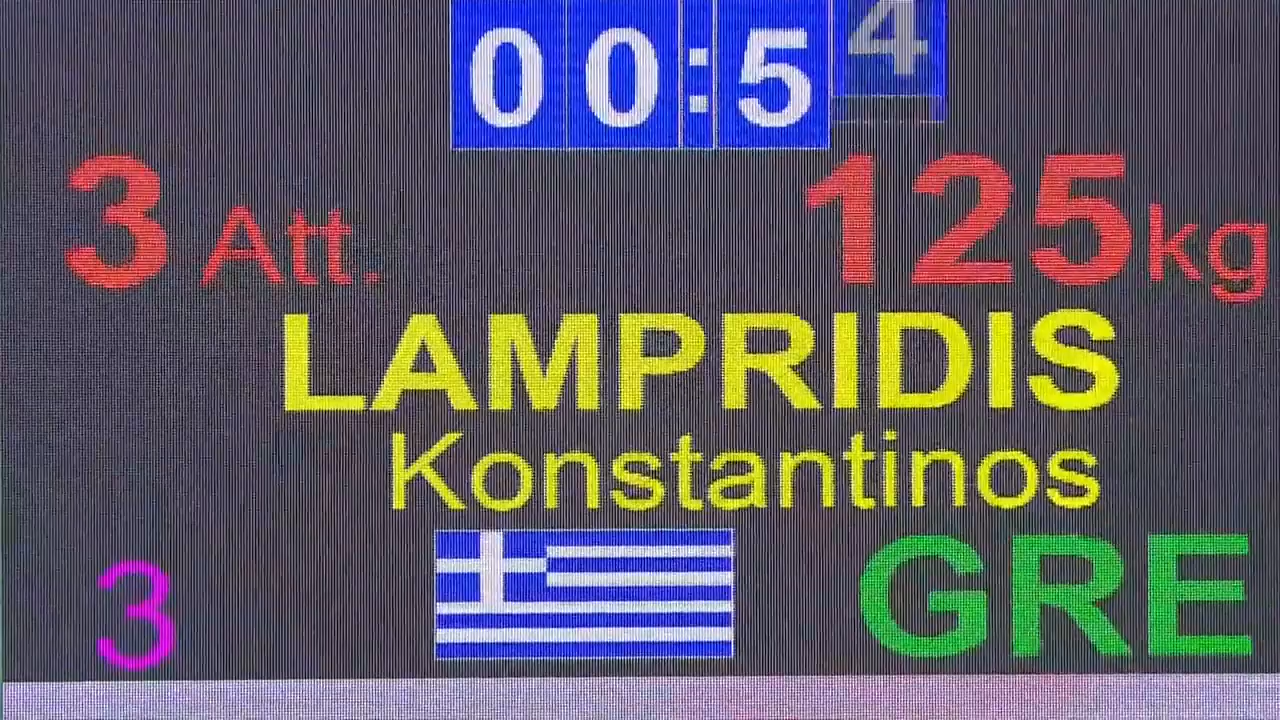 00:54
3 Att. 125kg
LAMPRIDIS
Konstantinos
3 GRE